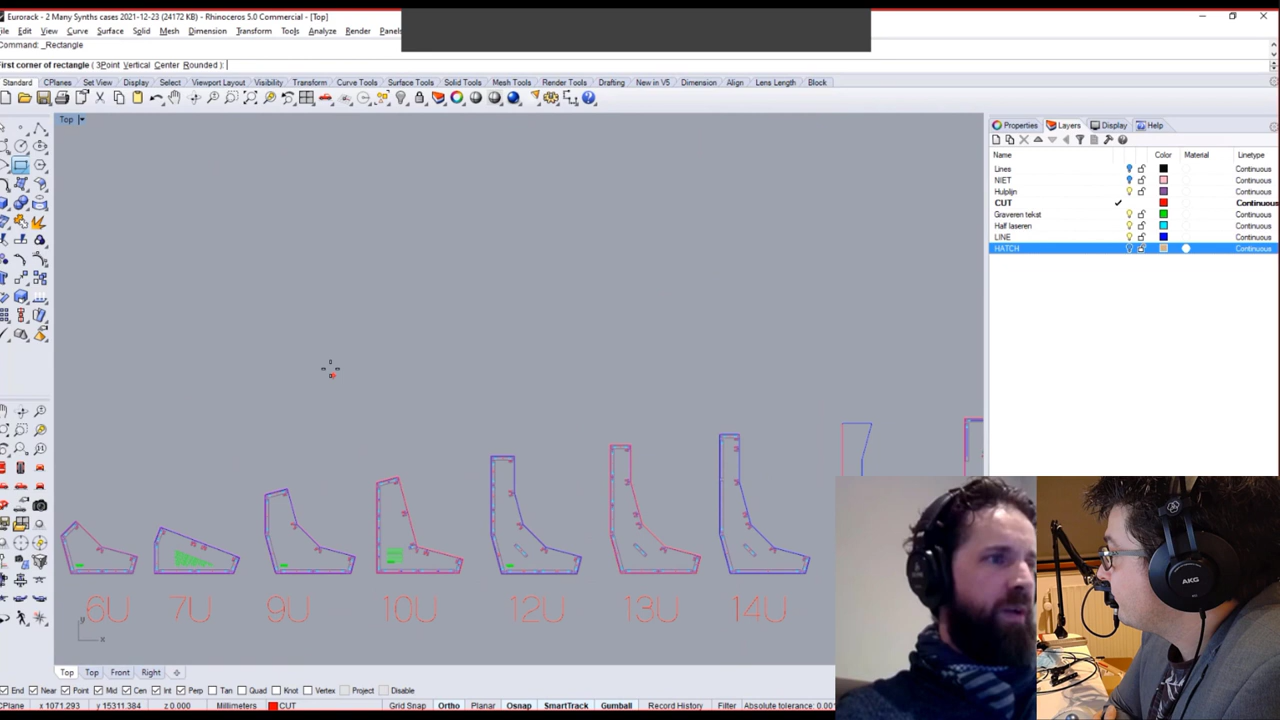 Eurorack - 2 Many Synths cases 2021-12-23 (24172 KB) - Rhinoceros 5.0 Commercial - [Top]
Edit View Curve Surface Solid Mesh Dimension Transform Tools Analyze Render Panels
Command: _Rectangle
First corner of rectangle ( 3Point Vertical Center Rounded ):
Standard CPlanes Set View Display Select Viewport Layout Visibility Transform Curve Tools Surface Tools Solid Tools Mesh Tools Render Tools Drafting New in V5 Dimension Align Lens Length Block
Top
Properties Layers Display Help
Name Color Material Linetype
Lines Continuous
NIET Continuous
Hulplijn Continuous
CUT Continuous
Graveren tekst Continuous
Half laseren Continuous
LINE Continuous
HATCH Continuous
6U 7U 9U 10U 12U 13U 14U
y
x
AKG
Top Top Front Right
End Near Point Mid Cen Int Perp Tan Quad Knot Vertex Project Disable
CPlane x 1071.293 y 15311.384 z 0.000 Millimeters CUT Grid Snap Ortho Planar Osnap SmartTrack Gumball Record History Filter Absolute tolerance: 0.001